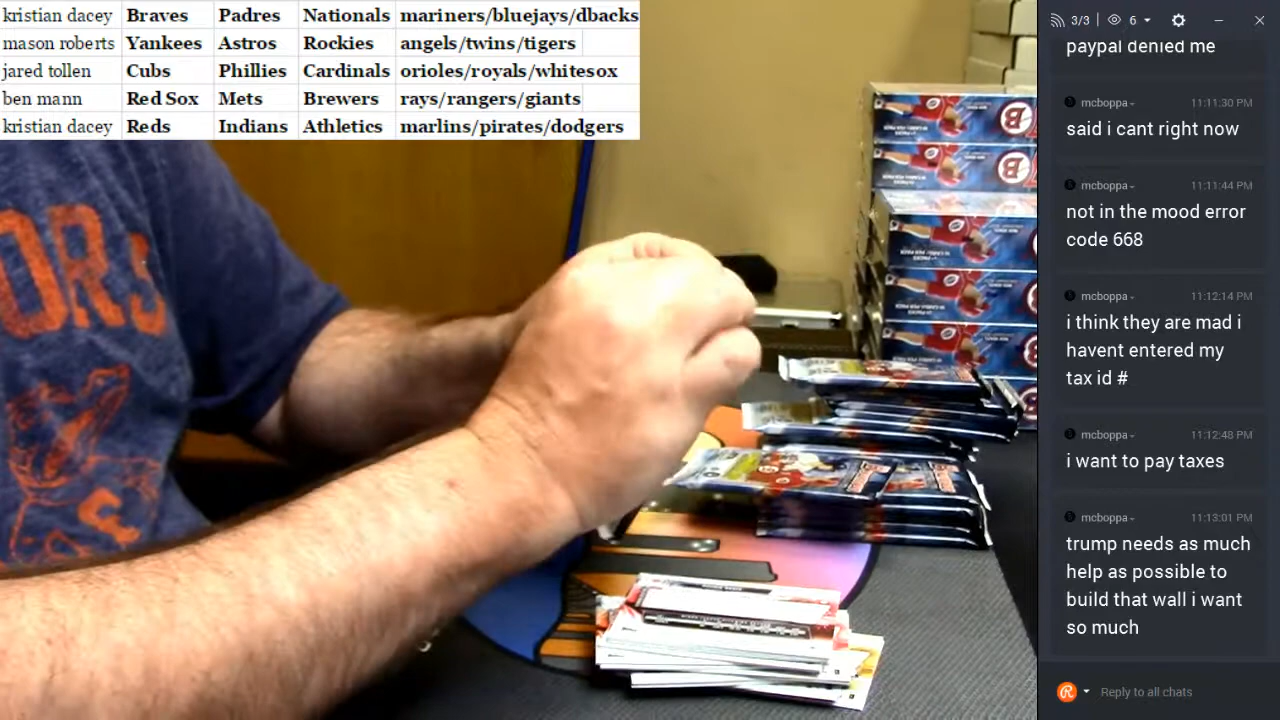 kristian dacey Braves Padres Nationals mariners/bluejays/dbacks
mason roberts Yankees Astros Rockies angels/twins/tigers
jared tollen Cubs Phillies Cardinals orioles/royals/whitesox
ben mann Red Sox Mets Brewers rays/rangers/giants
kristian dacey Reds Indians Athletics marlins/pirates/dodgers
ORS
3/3
6
paypal denied me
mcboppa 11:11:30 PM
said i cant right now
mcboppa 11:11:44 PM
not in the mood error
code 668
mcboppa 11:12:14 PM
i think they are mad i
havent entered my
tax id #
mcboppa 11:12:48 PM
i want to pay taxes
mcboppa 11:13:01 PM
trump needs as much
help as possible to
build that wall i want
so much
Reply to all chats